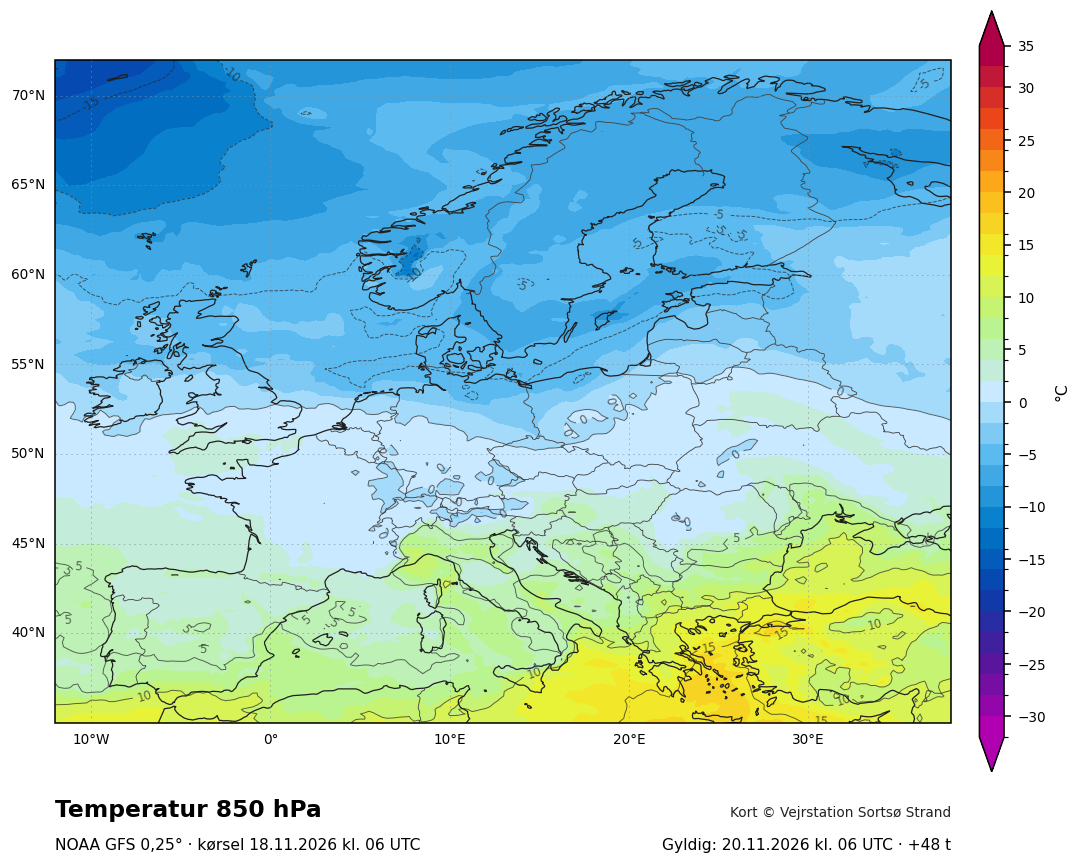 70°N
65°N
60°N
55°N
50°N
45°N
40°N
10°W
0°
10°E
20°E
30°E
35
30
25
20
15
10
5
0
−5
−10
−15
−20
−25
−30
°C
Temperatur 850 hPa
Kort © Vejrstation Sortsø Strand
NOAA GFS 0,25° · kørsel 18.11.2026 kl. 06 UTC
Gyldig: 20.11.2026 kl. 06 UTC · +48 t